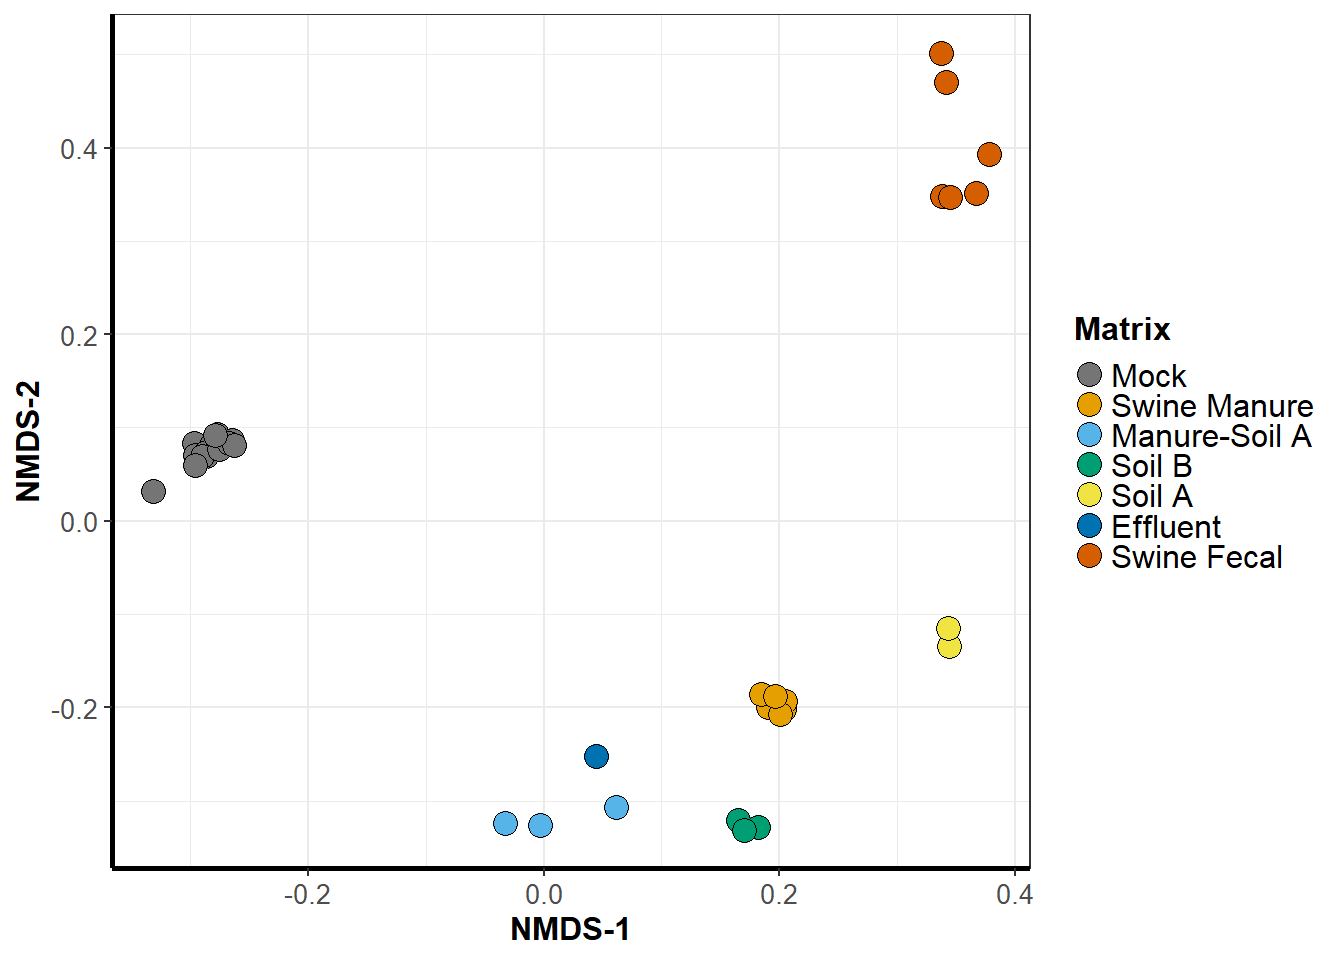 NMDS-2
0.4
0.2
0.0
-0.2
-0.2
0.0
0.2
0.4
NMDS-1
Matrix
Mock
Swine Manure
Manure-Soil A
Soil B
Soil A
Effluent
Swine Fecal